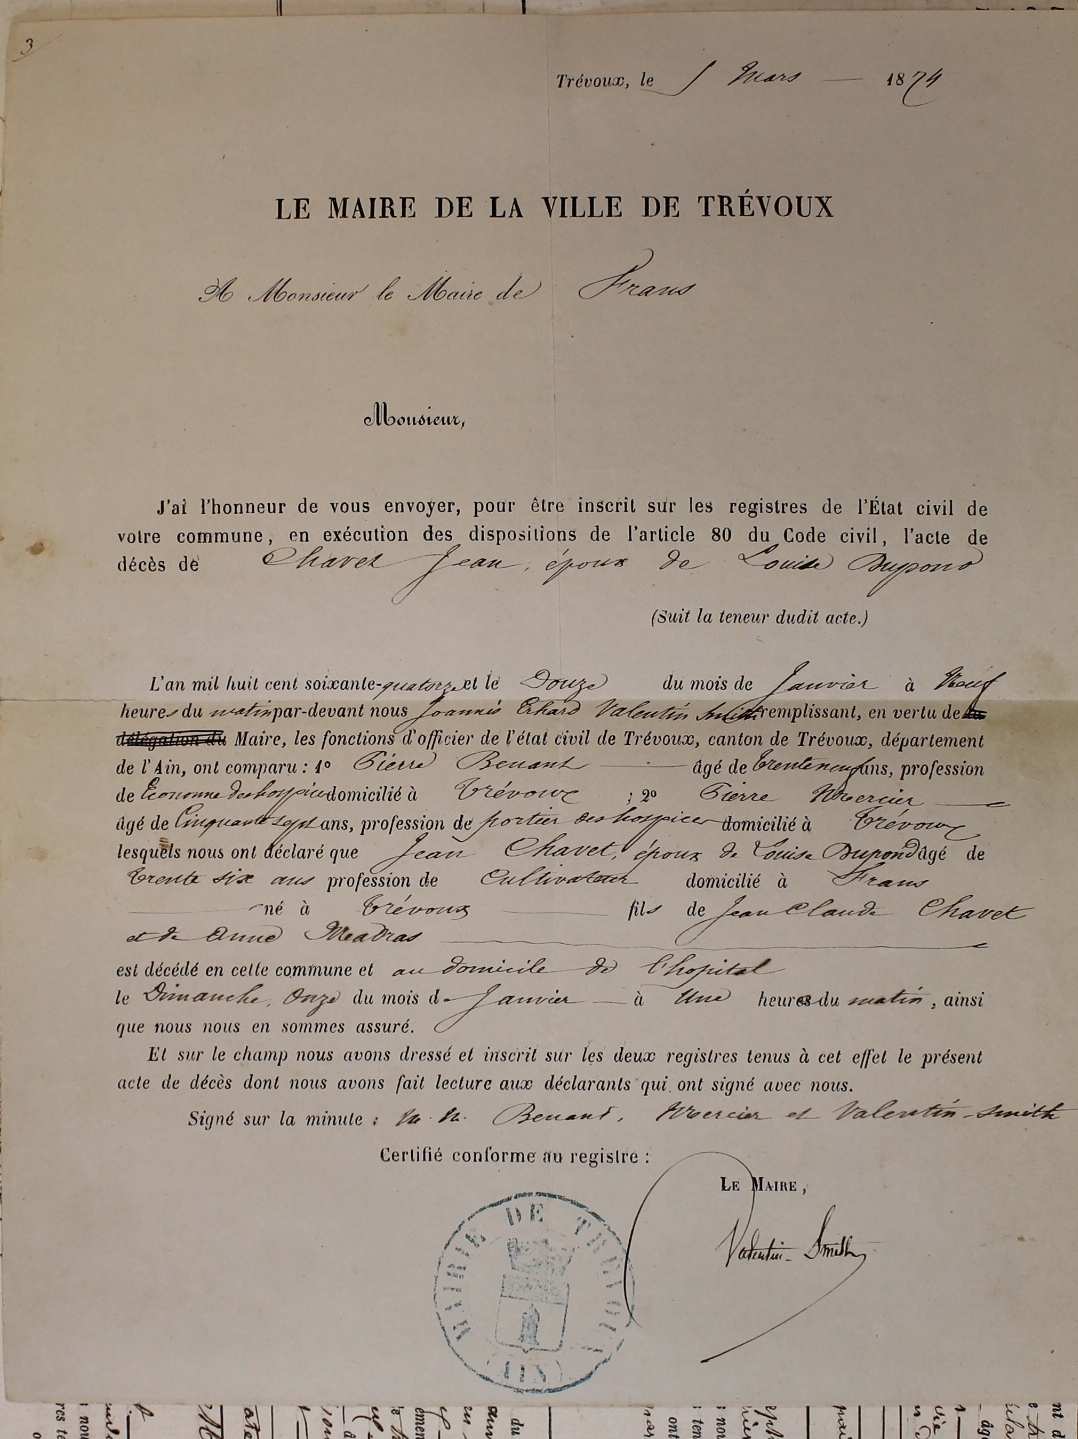 3
Trévoux, le 5 Mars 1874
LE MAIRE DE LA VILLE DE TRÉVOUX
A Monsieur le Maire de Frans
Monsieur,
J'ai l'honneur de vous envoyer, pour être inscrit sur les registres de l'État civil de
votre commune, en exécution des dispositions de l'article 80 du Code civil, l'acte de
décès de Chavet Jean, époux de Louise Dupond
(Suit la teneur dudit acte.)
L'an mil huit cent soixante-quatorze et le Douze du mois de Janvier à Neuf
heures du matin par-devant nous Joannès Erhard Valentin Smith remplissant, en vertu de la
délégation du Maire, les fonctions d'officier de l'état civil de Trévoux, canton de Trévoux, département
de l'Ain, ont comparu : 1° Pierre Benant âgé de trente neuf ans, profession
de Econome des hospices domicilié à Trévoux ; 2° Pierre Mercier
âgé de Cinquante sept ans, profession de portier des hospices domicilié à Trévoux
lesquels nous ont déclaré que Jean Chavet, époux de Louise Dupond âgé de
trente six ans profession de Cultivateur domicilié à Frans
né à Trévoux fils de Jean Claude Chavet
et de Anne Meadras
est décédé en cette commune et au domicile de l'hopital
le Dimanche, Onze du mois de Janvier à Une heures du matin, ainsi
que nous nous en sommes assuré.
Et sur le champ nous avons dressé et inscrit sur les deux registres tenus à cet effet le présent
acte de décès dont nous avons fait lecture aux déclarants qui ont signé avec nous.
Signé sur la minute : M. M. Benant, Mercier et Valentin-Smith
Certifié conforme au registre :
LE MAIRE,
Valentin-Smith
MAIRIE DE TREVOUX
(AIN)